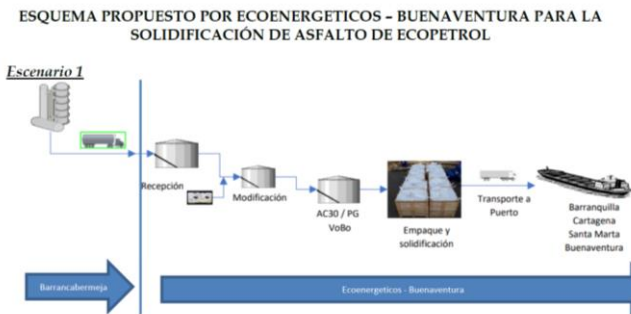 ESQUEMA PROPUESTO POR ECOENERGETICOS – BUENAVENTURA PARA LA
SOLIDIFICACIÓN DE ASFALTO DE ECOPETROL
Escenario 1
Recepción
Modificación
AC30 / PG
VoBo
Empaque y
solidificación
Transporte a
Puerto
Barranquilla
Cartagena
Santa Marta
Buenaventura
Barrancabermeja
Ecoenergeticos - Buenaventura